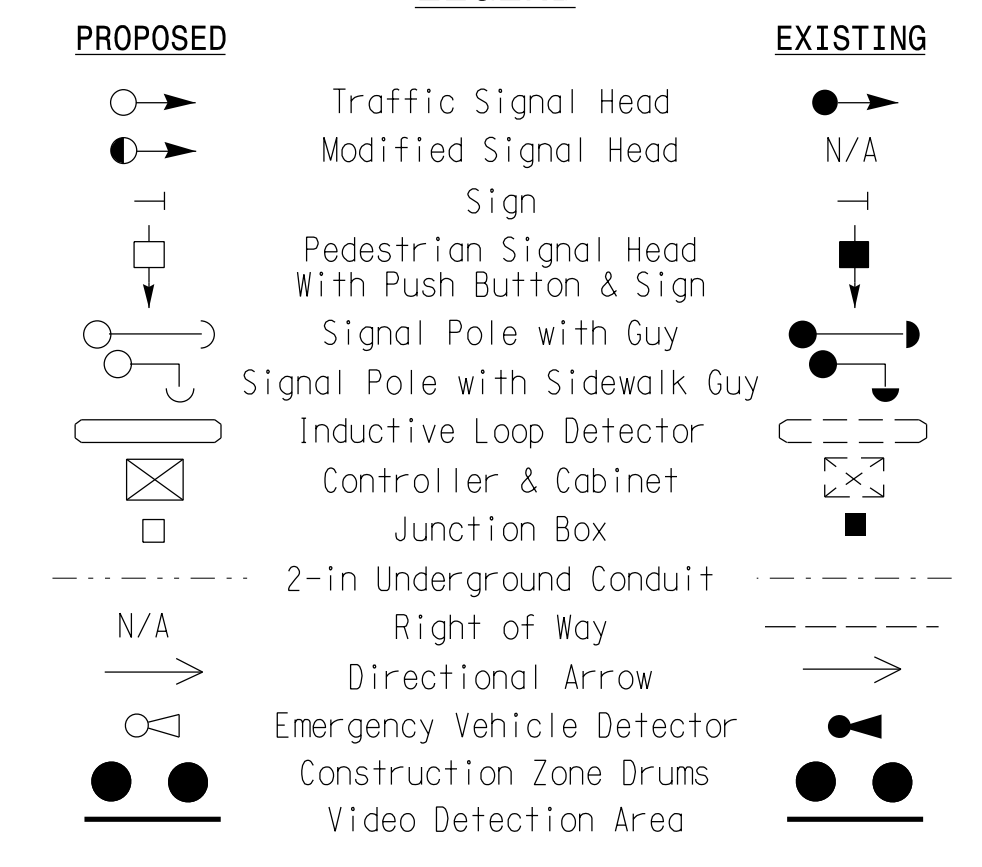 PROPOSED EXISTING
Traffic Signal Head
Modified Signal Head N/A
Sign
Pedestrian Signal Head
With Push Button & Sign
Signal Pole with Guy
Signal Pole with Sidewalk Guy
Inductive Loop Detector
Controller & Cabinet
Junction Box
2-in Underground Conduit
N/A Right of Way
Directional Arrow
Emergency Vehicle Detector
Construction Zone Drums
Video Detection Area